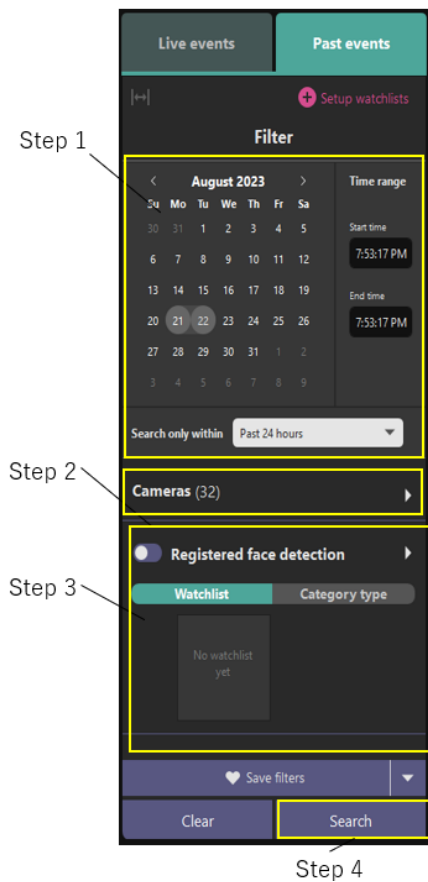 Live events Past events
Setup watchlists
Step 1
Filter
August 2023 Time range
Su Mo Tu We Th Fr Sa
30 31 1 2 3 4 5 Start time
6 7 8 9 10 11 12 7:53:17 PM
13 14 15 16 17 18 19 End time
20 21 22 23 24 25 26 7:53:17 PM
27 28 29 30 31 1 2
3 4 5 6 7 8 9
Search only within Past 24 hours
Step 2
Cameras (32)
Registered face detection
Step 3
Watchlist Category type
No watchlist
yet
Save filters
Clear Search
Step 4